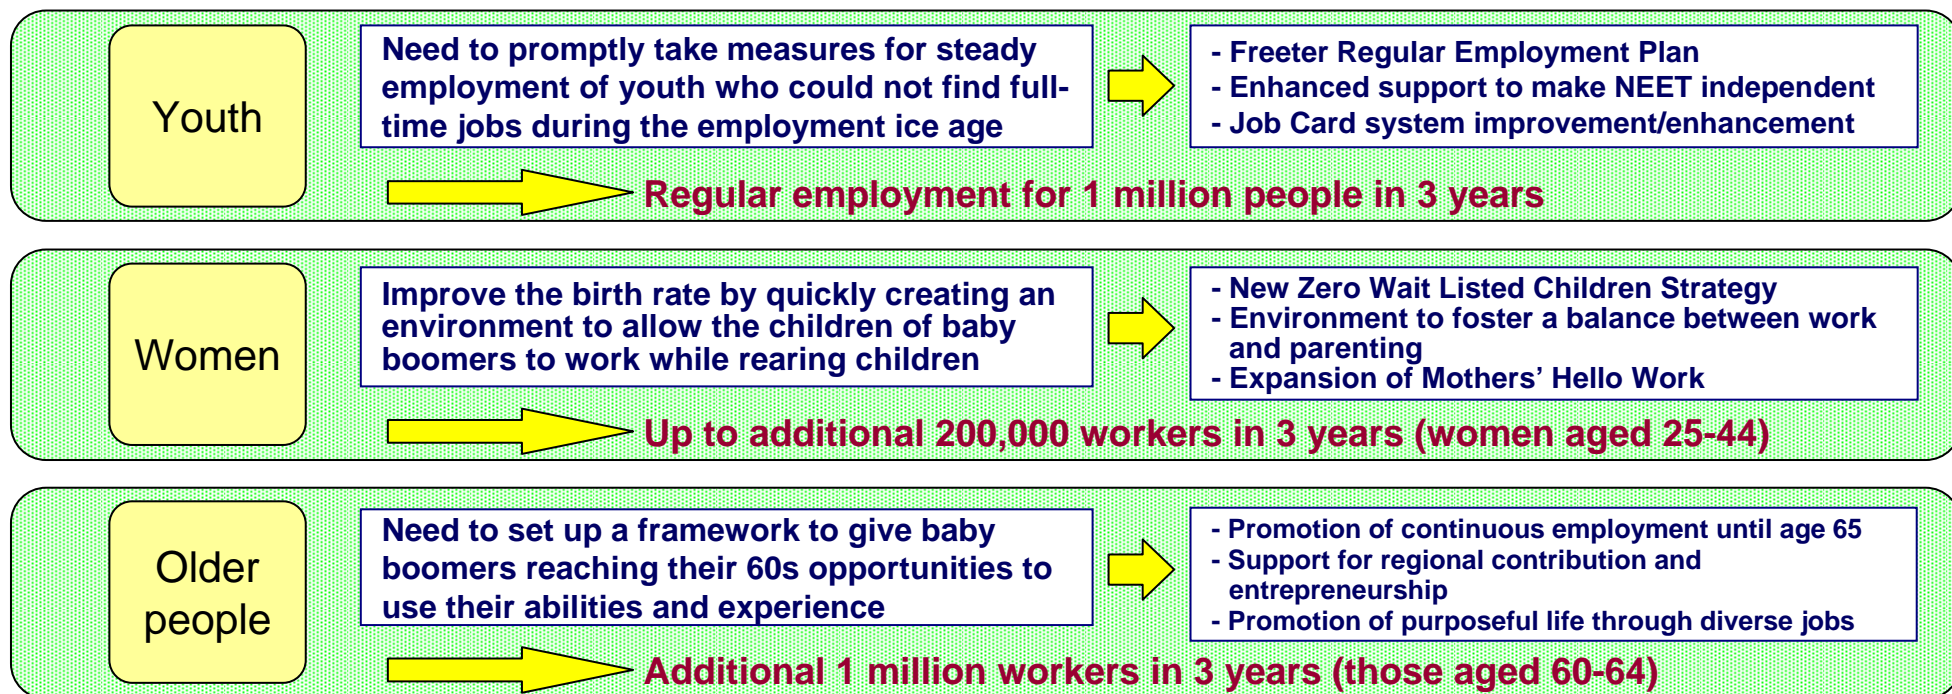 Youth
Need to promptly take measures for steady
employment of youth who could not find full-
time jobs during the employment ice age
- Freeter Regular Employment Plan
- Enhanced support to make NEET independent
- Job Card system improvement/enhancement
Regular employment for 1 million people in 3 years
Women
Improve the birth rate by quickly creating an
environment to allow the children of baby
boomers to work while rearing children
- New Zero Wait Listed Children Strategy
- Environment to foster a balance between work
and parenting
- Expansion of Mothers' Hello Work
Up to additional 200,000 workers in 3 years (women aged 25-44)
Older
people
Need to set up a framework to give baby
boomers reaching their 60s opportunities to
use their abilities and experience
- Promotion of continuous employment until age 65
- Support for regional contribution and
entrepreneurship
- Promotion of purposeful life through diverse jobs
Additional 1 million workers in 3 years (those aged 60-64)